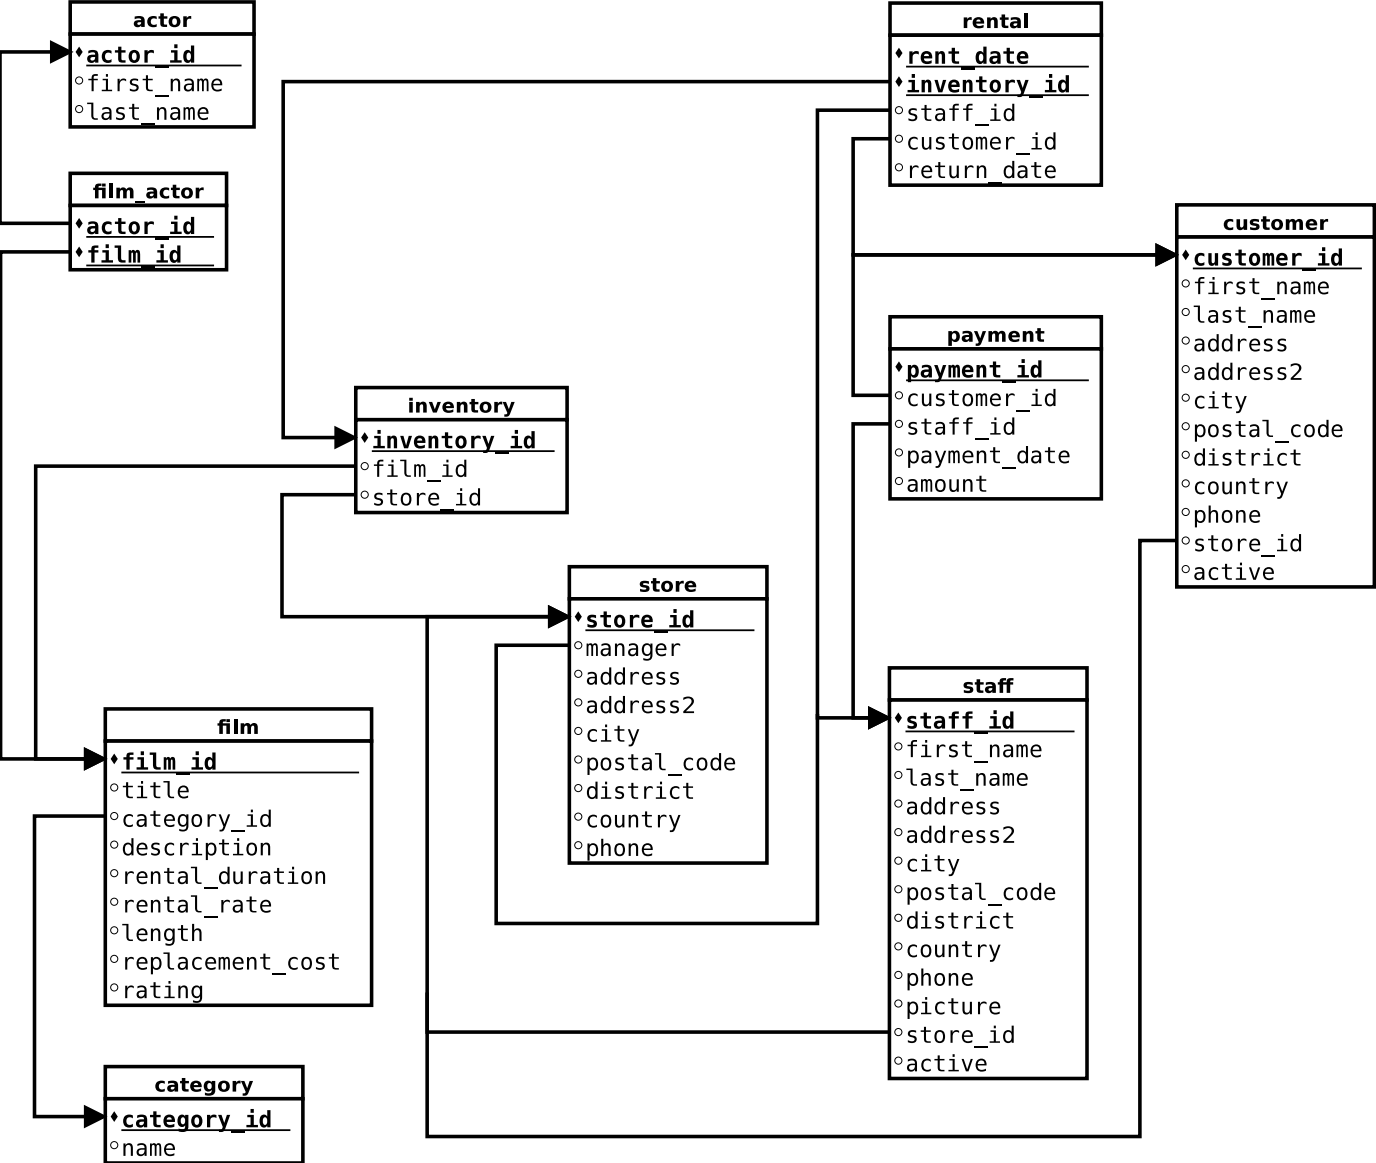 actor
actor_id
first_name
last_name
film_actor
actor_id
film_id
rental
rent_date
inventory_id
staff_id
customer_id
return_date
customer
customer_id
first_name
last_name
address
address2
city
postal_code
district
country
phone
store_id
active
payment
payment_id
customer_id
staff_id
payment_date
amount
inventory
inventory_id
film_id
store_id
store
store_id
manager
address
address2
city
postal_code
district
country
phone
staff
staff_id
first_name
last_name
address
address2
city
postal_code
district
country
phone
picture
store_id
active
film
film_id
title
category_id
description
rental_duration
rental_rate
length
replacement_cost
rating
category
category_id
name